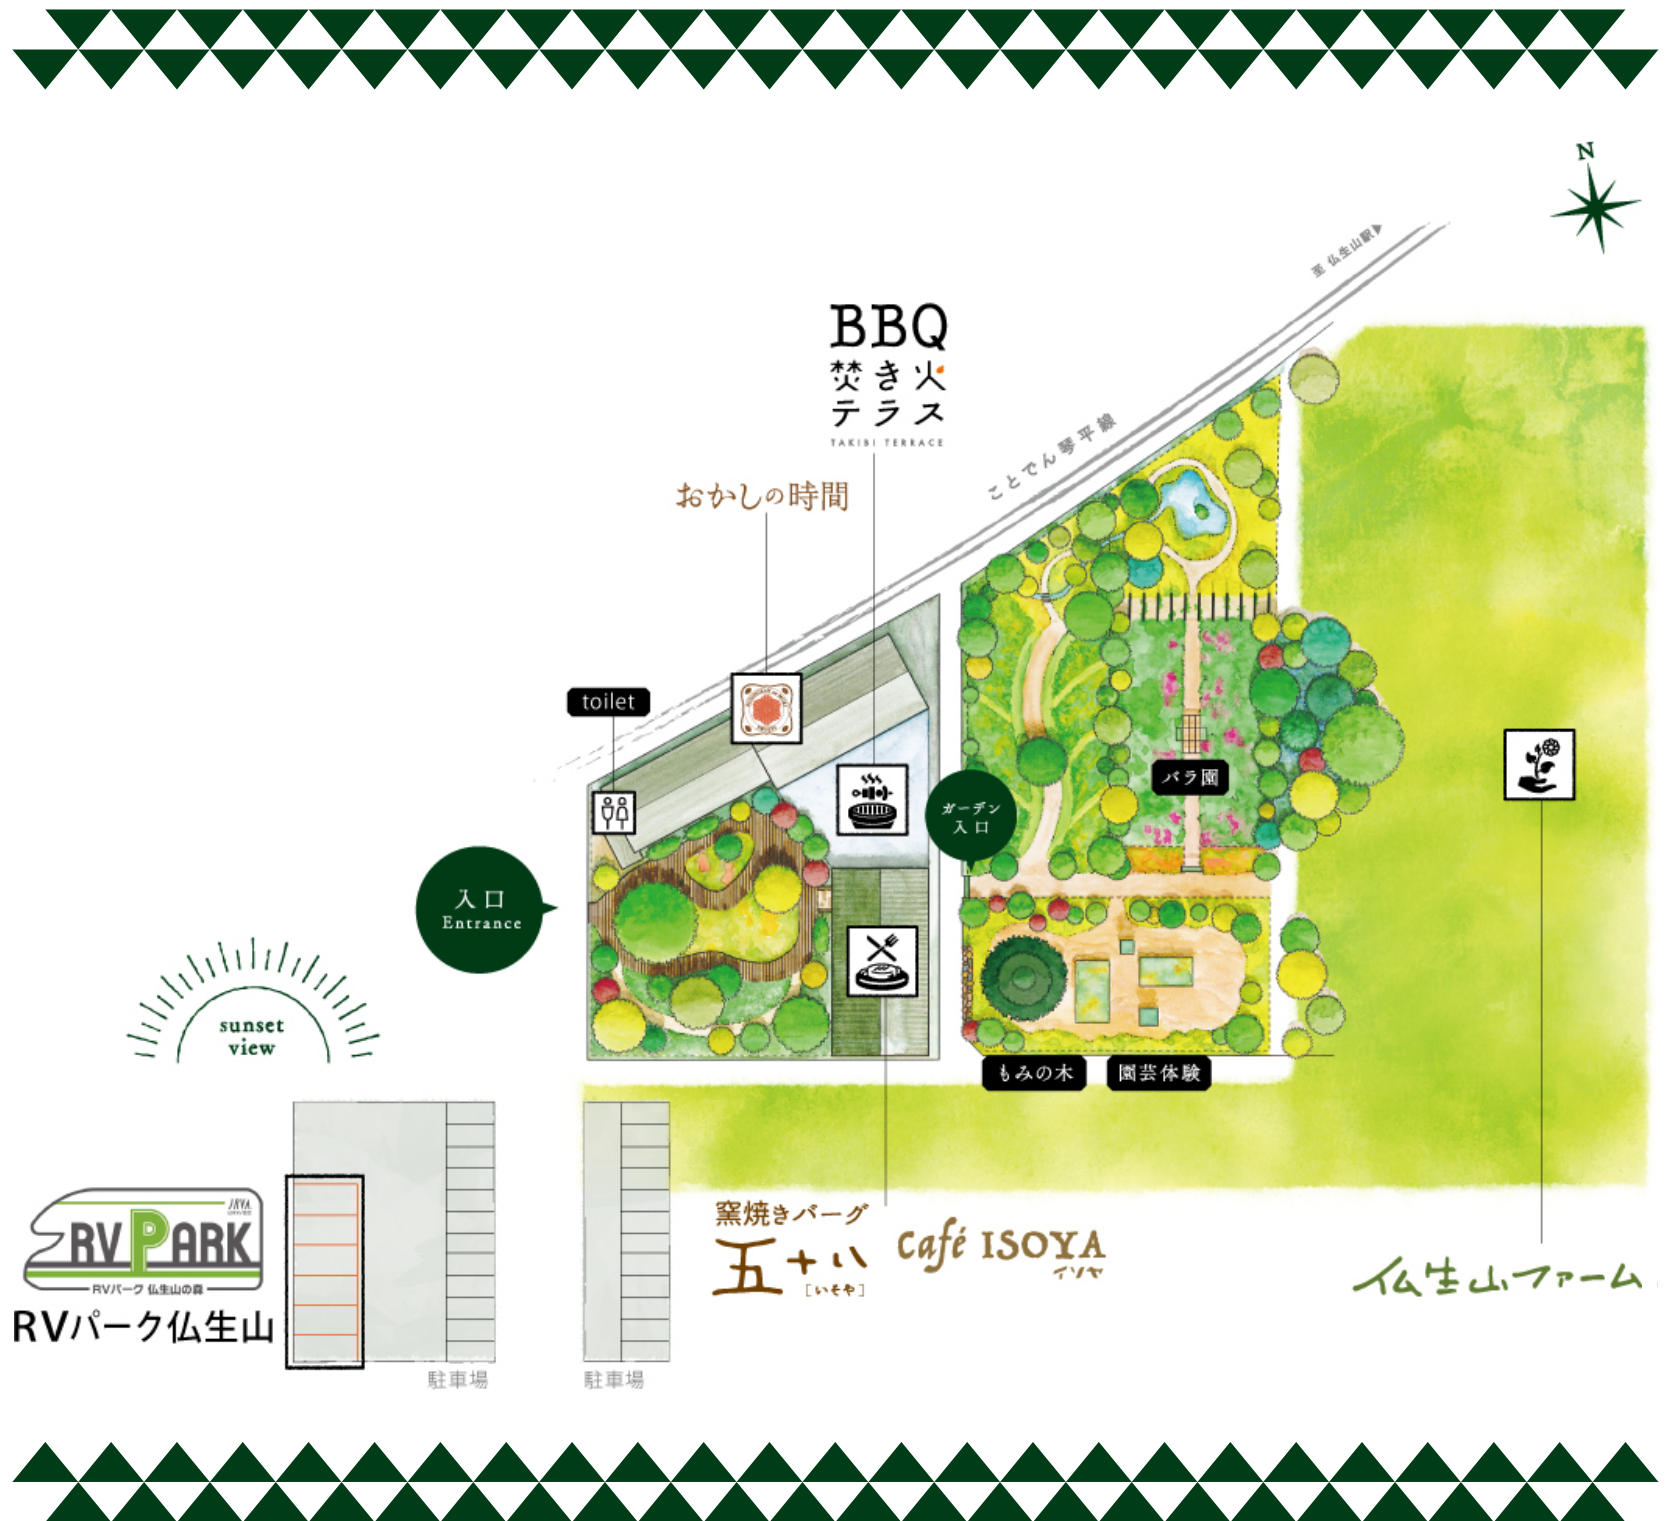 N
至 仏生山駅▶
BBQ
焚き火
テラス
TAKIBI TERRACE
ことでん琴平線
おかしの時間
toilet
バラ園
ガーデン
入口
入口
Entrance
sunset
view
もみの木
園芸体験
RV PARK
JRVA
RVパーク 仏生山の森
RVパーク仏生山
窯焼きバーグ
五十八
[いそや]
Café ISOYA
イソヤ
仏生山ファーム
駐車場
駐車場